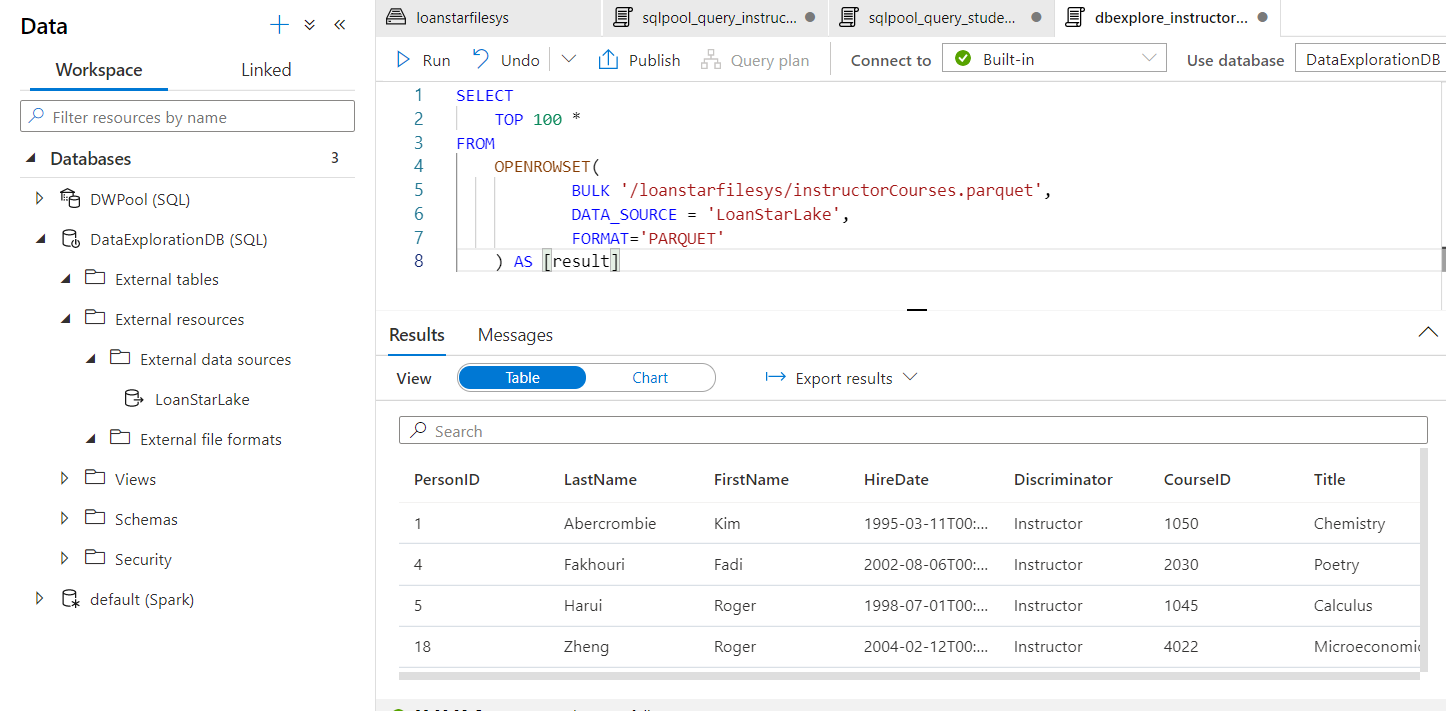 Data
Workspace Linked
Filter resources by name
Databases 3
DWPool (SQL)
DataExplorationDB (SQL)
External tables
External resources
External data sources
LoanStarLake
External file formats
Views
Schemas
Security
default (Spark)
loanstarfilesys sqlpool_query_instruc... sqlpool_query_stude... dbexplore_instructor...
Run Undo Publish Query plan Connect to Built-in Use database DataExplorationDB
1 SELECT
2 TOP 100 *
3 FROM
4 OPENROWSET(
5 BULK '/loanstarfilesys/instructorCourses.parquet',
6 DATA_SOURCE = 'LoanStarLake',
7 FORMAT='PARQUET'
8 ) AS [result]
Results Messages
View Table Chart Export results
Search
PersonID LastName FirstName HireDate Discriminator CourseID Title
1 Abercrombie Kim 1995-03-11T00:... Instructor 1050 Chemistry
4 Fakhouri Fadi 2002-08-06T00:... Instructor 2030 Poetry
5 Harui Roger 1998-07-01T00:... Instructor 1045 Calculus
18 Zheng Roger 2004-02-12T00:... Instructor 4022 Microeconomic